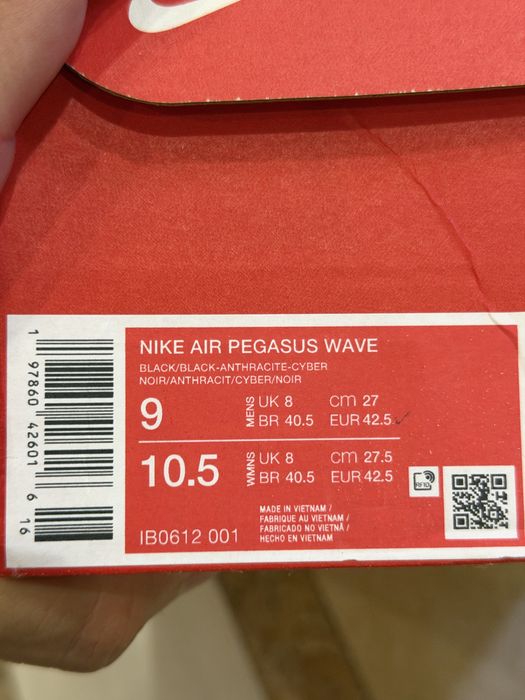 NIKE AIR PEGASUS WAVE
BLACK/BLACK-ANTHRACITE-CYBER
NOIR/ANTHRACIT/CYBER/NOIR
9 MENS UK 8 cm 27
BR 40.5 EUR 42.5
10.5 WMNS UK 8 cm 27.5
BR 40.5 EUR 42.5
RFID
IB0612 001
MADE IN VIETNAM /
FABRIQUE AU VIETNAM /
FABRICADO NO VIETNÃ /
HECHO EN VIETNAM
1 97860 42601 6 16